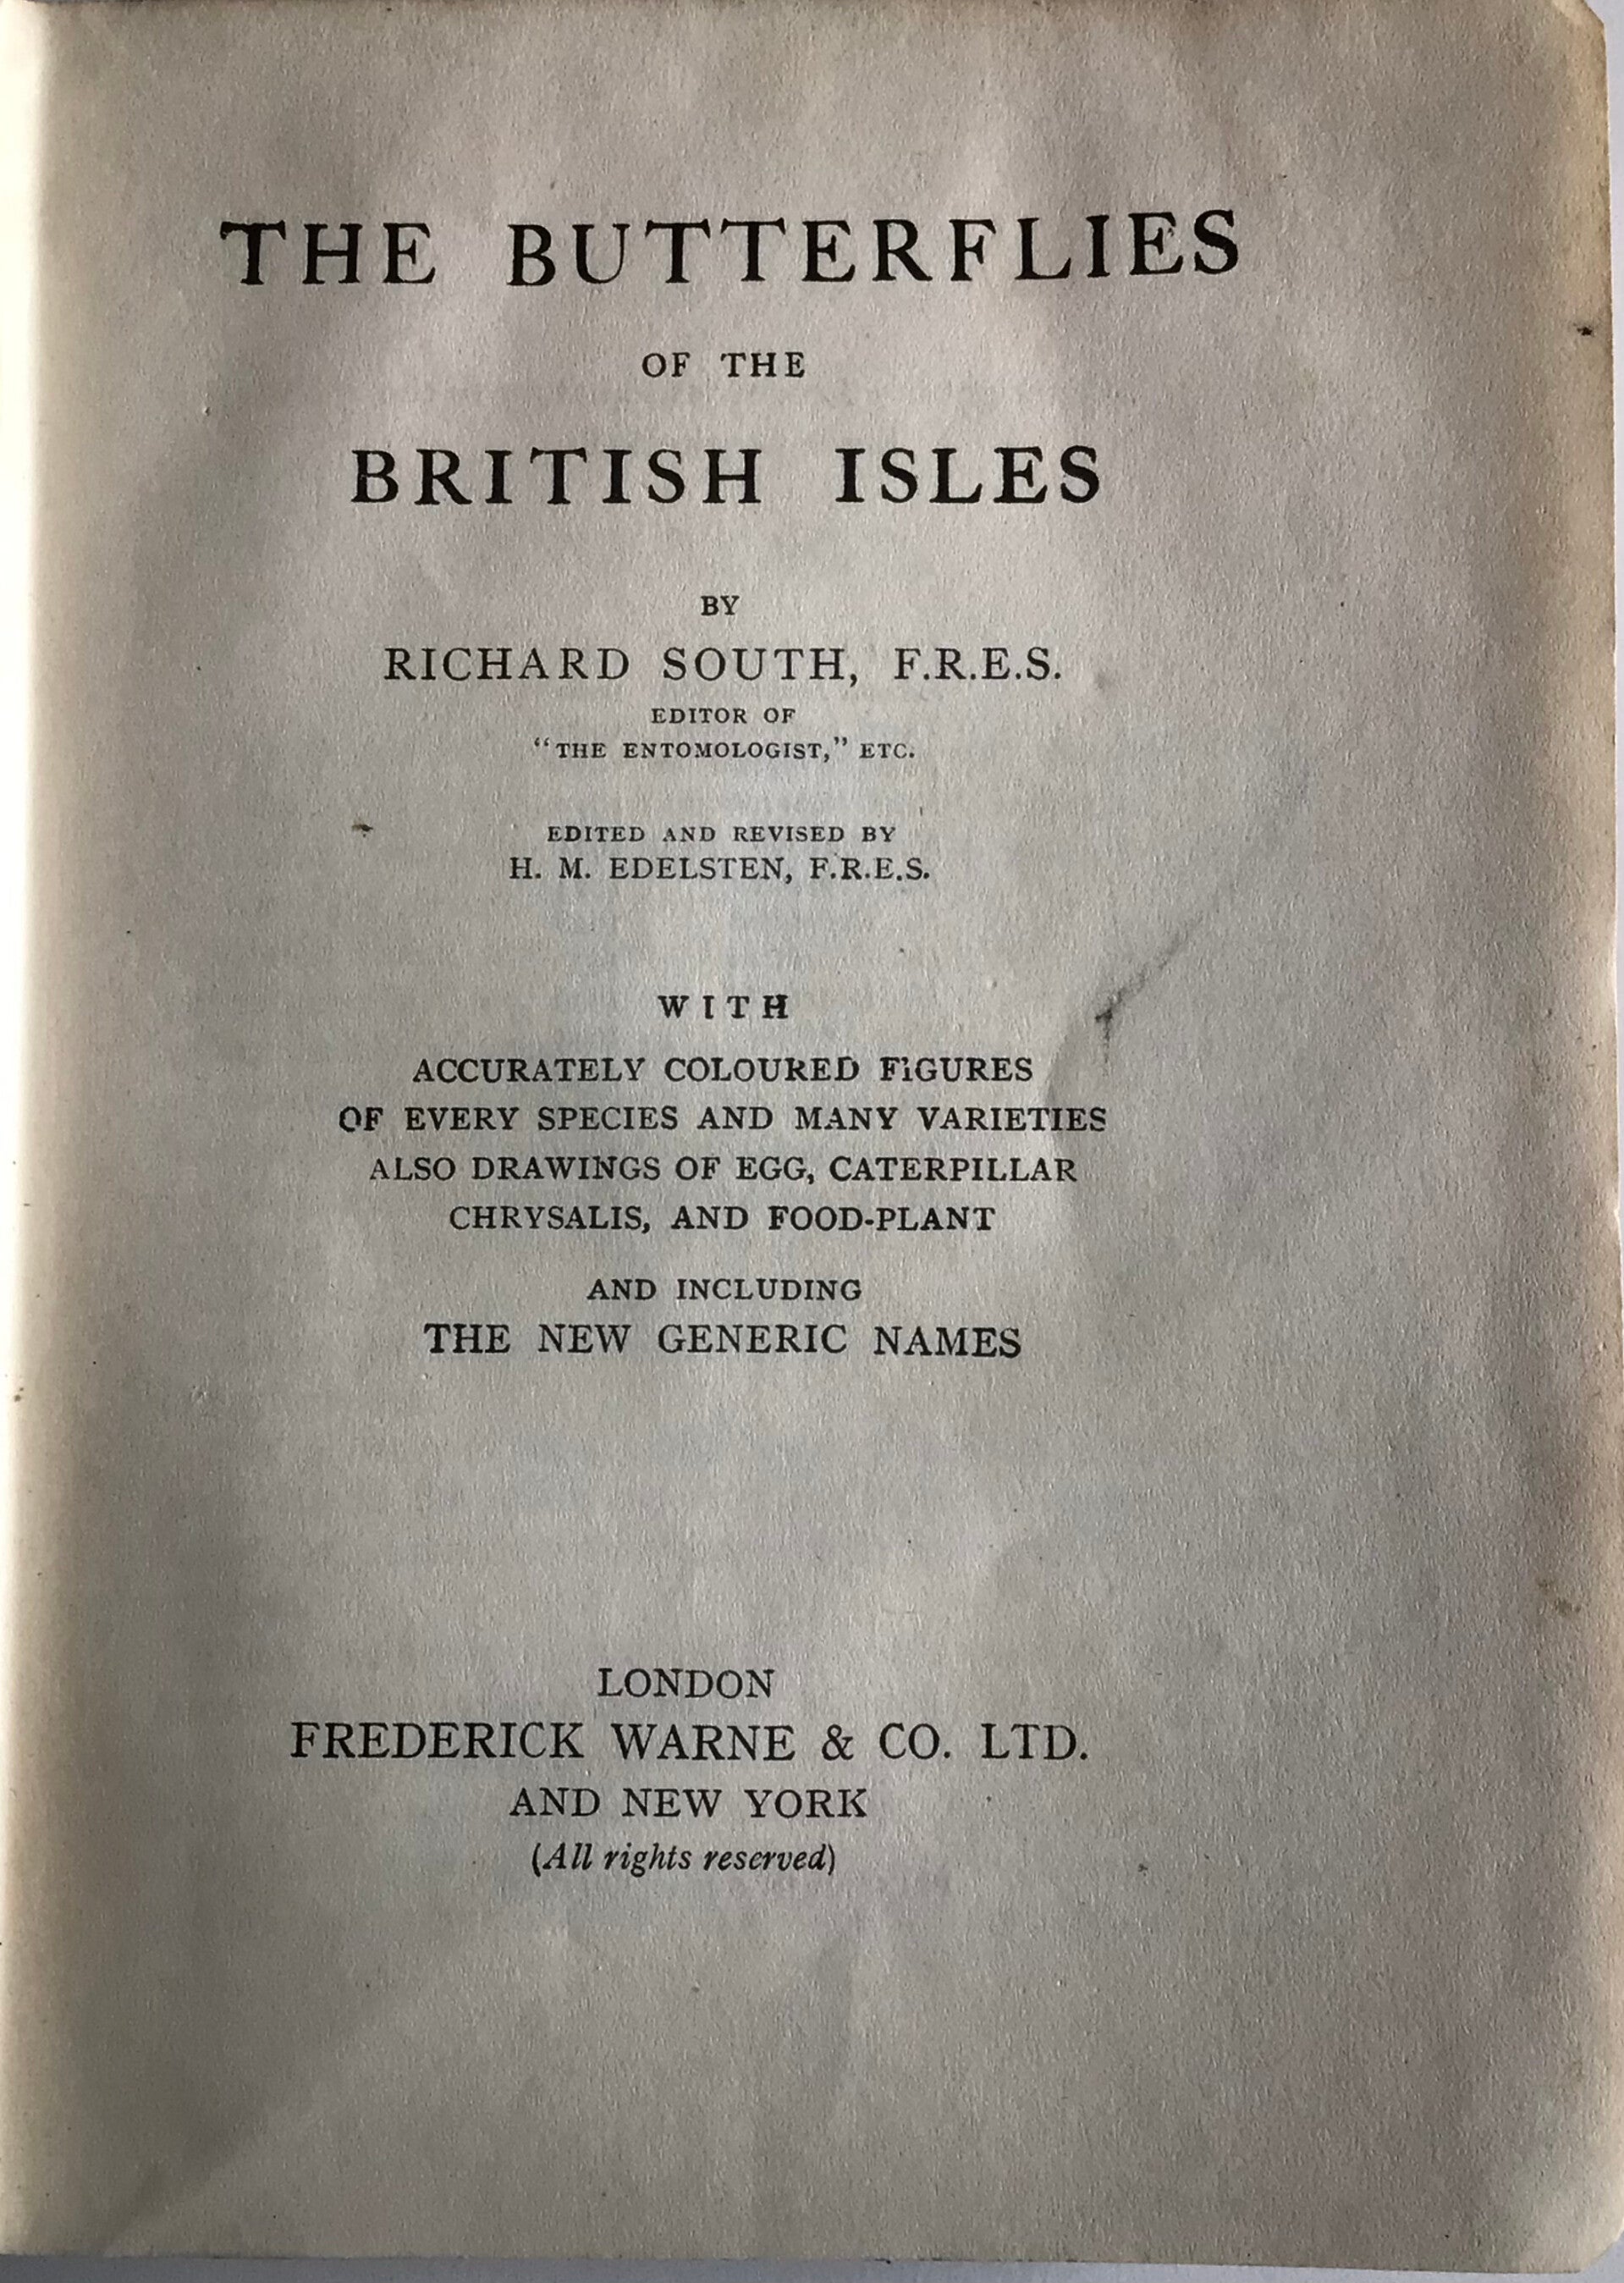 THE BUTTERFLIES
OF THE
BRITISH ISLES
BY
RICHARD SOUTH, F.R.E.S.
EDITOR OF
“THE ENTOMOLOGIST,” ETC.
EDITED AND REVISED BY
H. M. EDELSTEN, F.R.E.S.
WITH
ACCURATELY COLOURED FIGURES
OF EVERY SPECIES AND MANY VARIETIES
ALSO DRAWINGS OF EGG, CATERPILLAR
CHRYSALIS, AND FOOD-PLANT
AND INCLUDING
THE NEW GENERIC NAMES
LONDON
FREDERICK WARNE & CO. LTD.
AND NEW YORK
(All rights reserved)